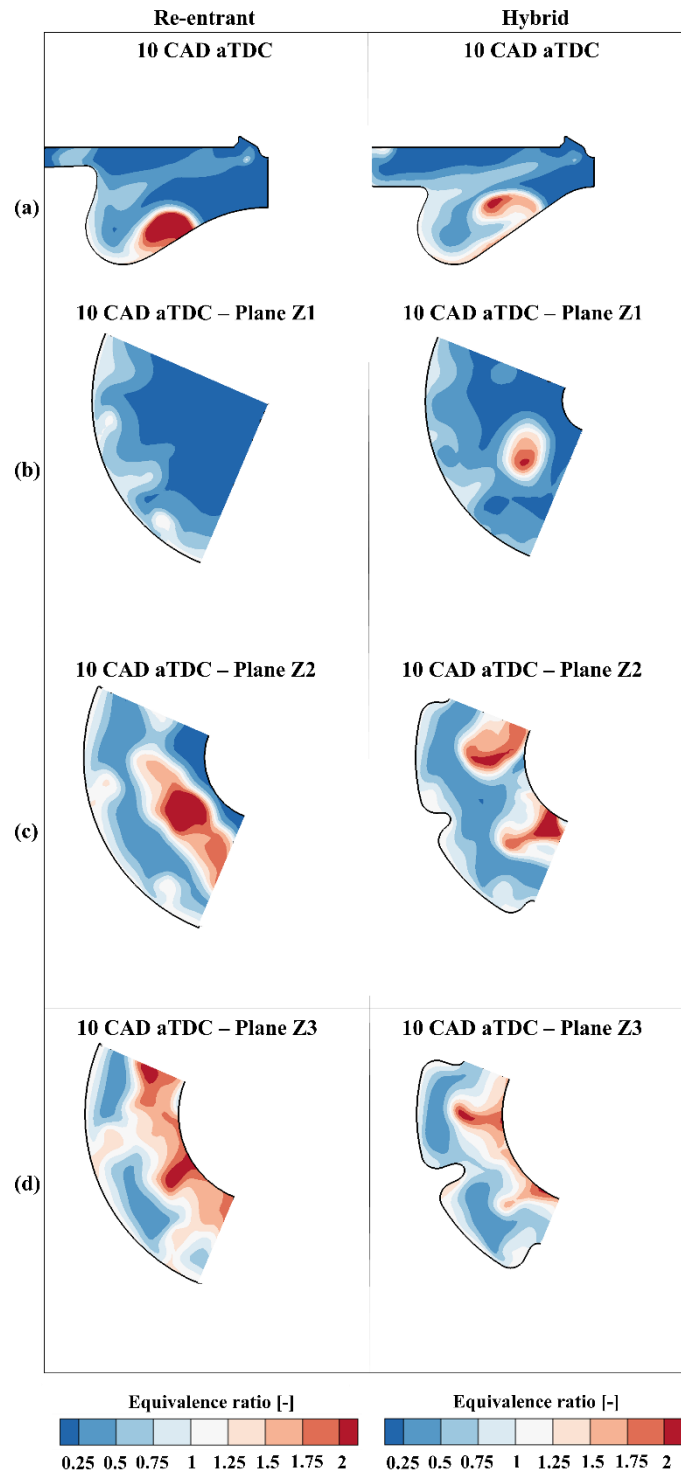 Re-entrant Hybrid
10 CAD aTDC 10 CAD aTDC
(a)
10 CAD aTDC – Plane Z1 10 CAD aTDC – Plane Z1
(b)
10 CAD aTDC – Plane Z2 10 CAD aTDC – Plane Z2
(c)
10 CAD aTDC – Plane Z3 10 CAD aTDC – Plane Z3
(d)
Equivalence ratio [-] Equivalence ratio [-]
0.25 0.5 0.75 1 1.25 1.5 1.75 2 0.25 0.5 0.75 1 1.25 1.5 1.75 2